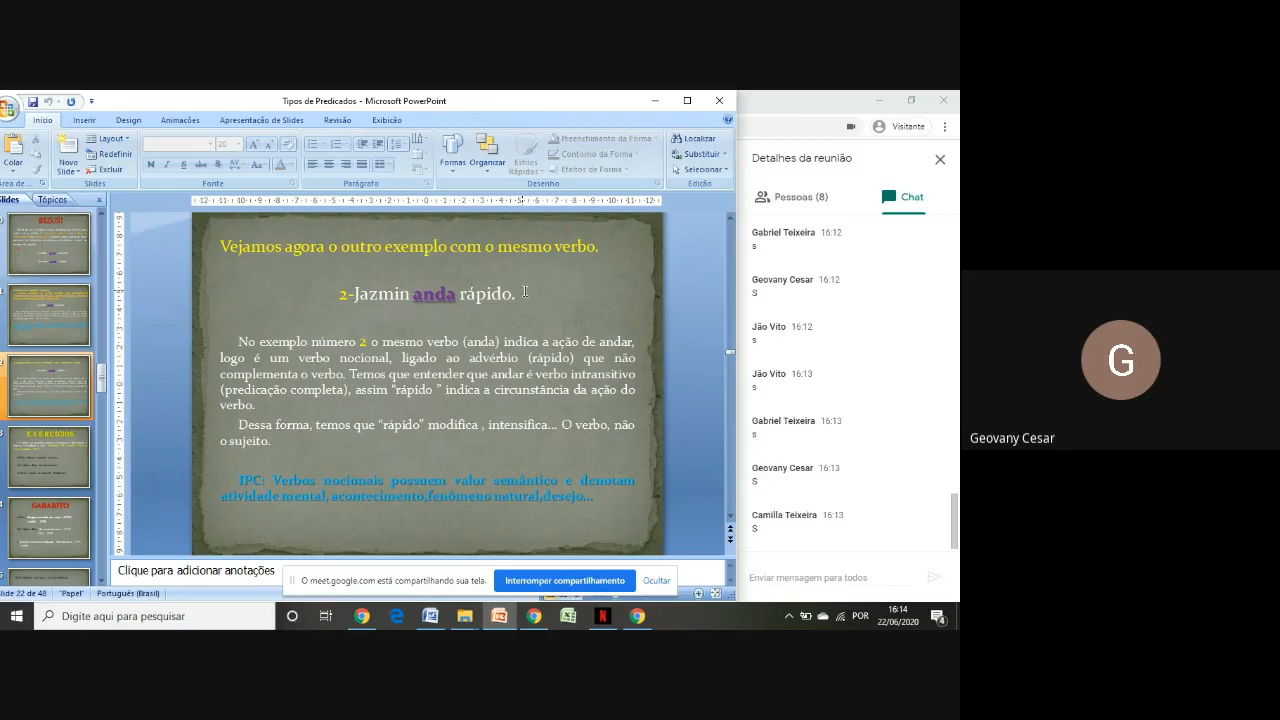 Tipos de Predicados - Microsoft PowerPoint
Início Inserir Design Animações Apresentação de Slides Revisão Exibição
Colar
Novo Slide
Layout
Redefinir
Excluir
Slides
20
Fonte
Parágrafo
Formas Organizar Estilos Rápidos
Preenchimento da Forma
Contorno da Forma
Efeitos de Forma
Desenho
Localizar
Substituir
Selecionar
Edição
Tópicos
BIZUS!
EXERCÍCIOS
GABARITO
Vejamos agora o outro exemplo com o mesmo verbo.
2-Jazmin anda rápido.
No exemplo número 2 o mesmo verbo (anda) indica a ação de andar,
logo é um verbo nocional, ligado ao advérbio (rápido) que não
complementa o verbo. Temos que entender que andar é verbo intransitivo
(predicação completa), assim “rápido ” indica a circunstância da ação do
verbo.
Dessa forma, temos que “rápido” modifica , intensifica... O verbo, não
o sujeito.
IPC: Verbos nocionais possuem valor semântico e denotam
atividade mental, acontecimento,fenômeno natural,desejo...
Clique para adicionar anotações
O meet.google.com está compartilhando sua tela.
Interromper compartilhamento
Ocultar
lide 22 de 48 "Papel" Português (Brasil)
Digite aqui para pesquisar
POR
16:14
22/06/2020
4
Visitante
Detalhes da reunião
Pessoas (8) Chat
Gabriel Teixeira 16:12
s
Geovany Cesar 16:12
S
Jão Vito 16:12
s
Jão Vito 16:13
s
Gabriel Teixeira 16:13
s
Geovany Cesar 16:13
S
Camilla Teixeira 16:13
S
Enviar mensagem para todos
G
Geovany Cesar